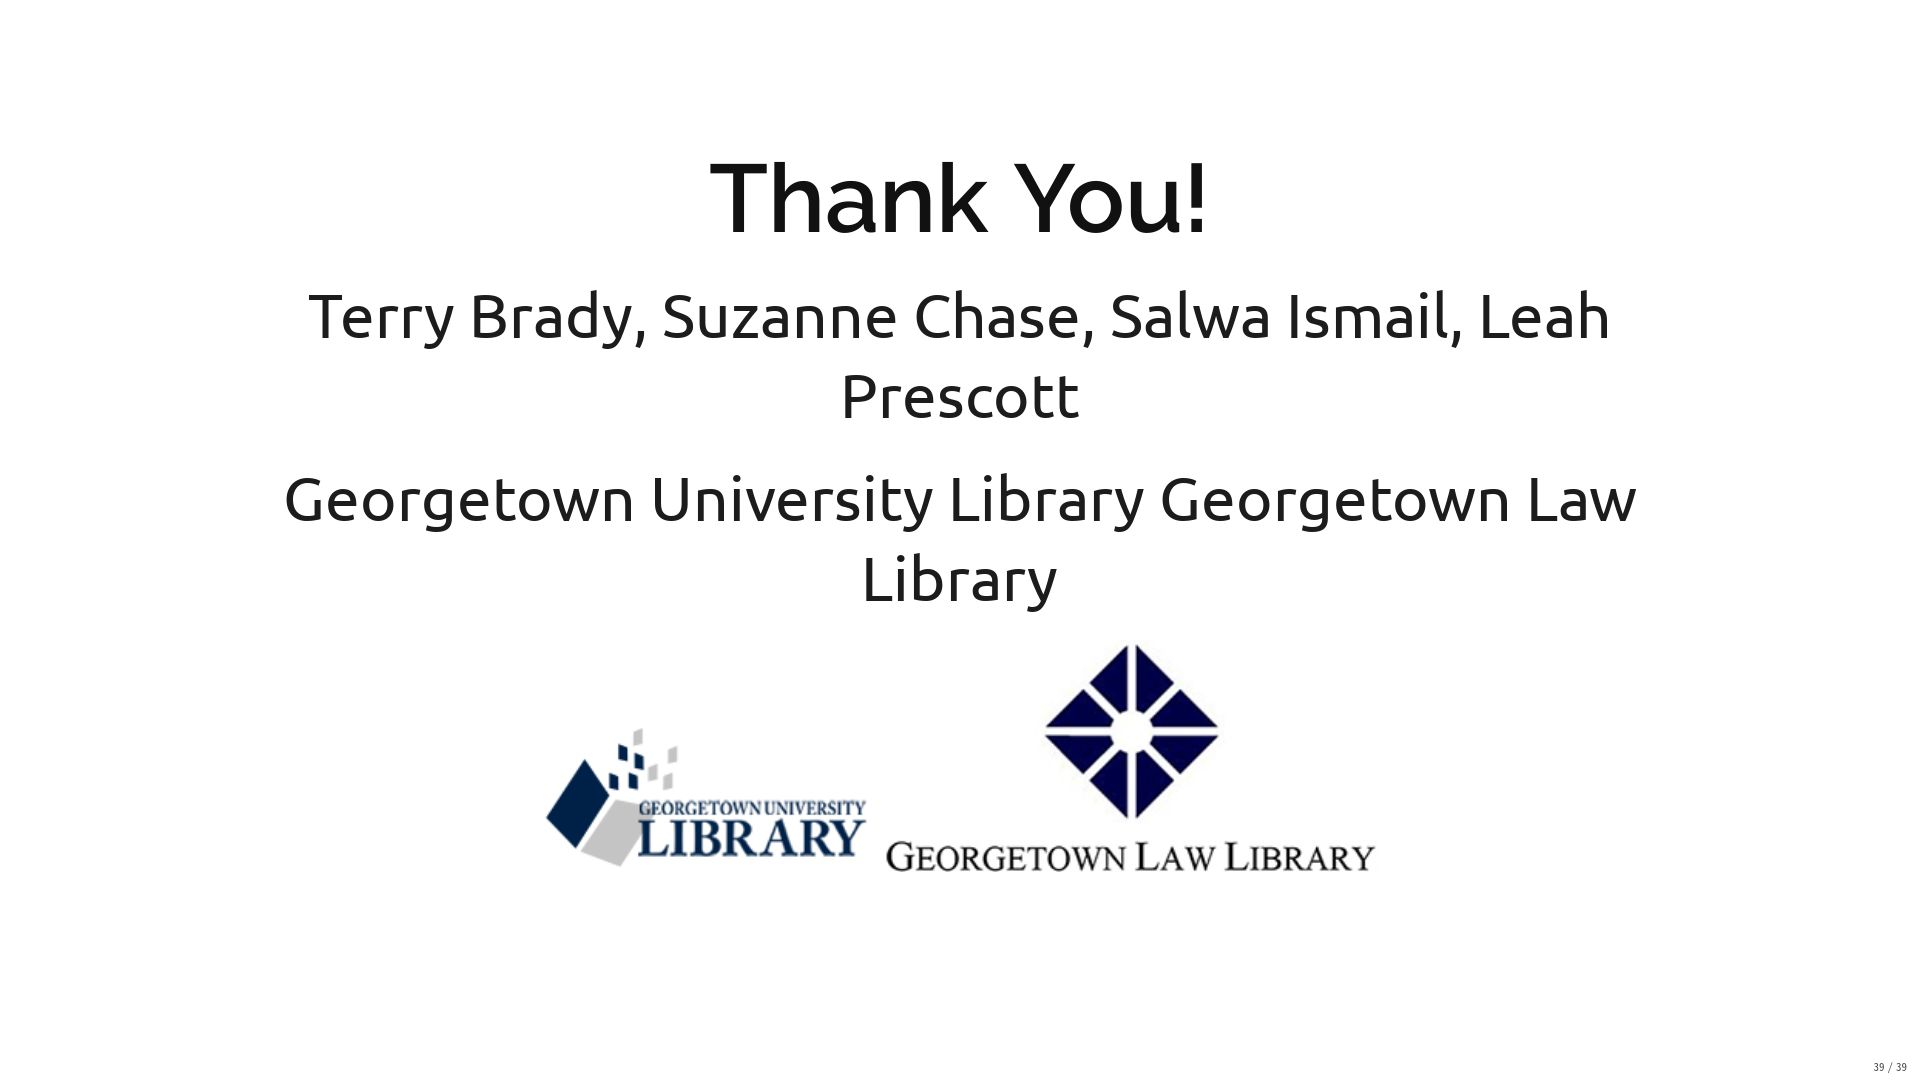 Thank You!
Terry Brady, Suzanne Chase, Salwa Ismail, Leah
Prescott
Georgetown University Library Georgetown Law
Library
GEORGETOWN UNIVERSITY
LIBRARY
GEORGETOWN LAW LIBRARY
39 / 39